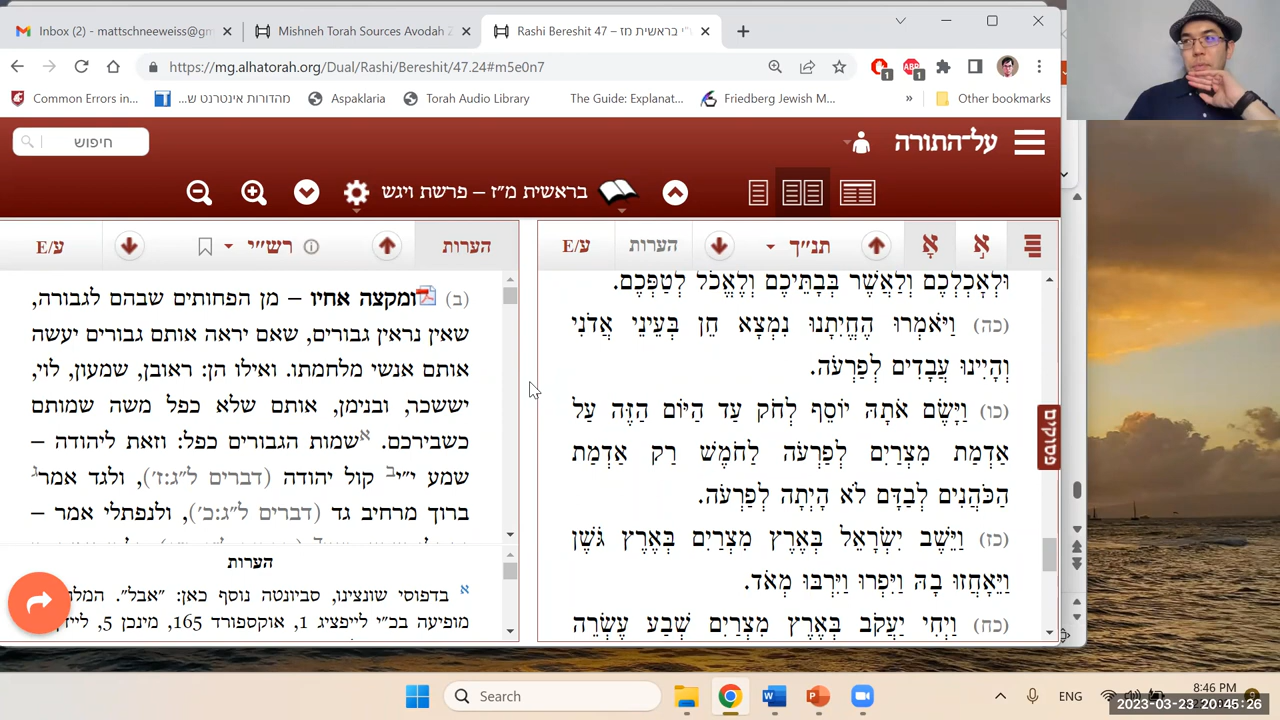 Inbox (2) - mattschneeweiss@gm
Mishneh Torah Sources Avodah Z
Rashi Bereshit 47 – רש"י בראשית מז
https://mg.alhatorah.org/Dual/Rashi/Bereshit/47.24#m5e0n7
Common Errors in...
מהדורות אינטרנט ש...
Aspaklaria
Torah Audio Library
The Guide: Explanat...
Friedberg Jewish M...
»
Other bookmarks
חיפוש
על־התורה
בראשית מ״ז – פרשת ויגש
תנ״ך
הערות
ע/E
וּלְאׇכְלְכֶם וְלַאֲשֶׁר בְּבָתֵּיכֶם וְלֶאֱכֹל לְטַפְּכֶם.
(כה) וַיֹּאמְרוּ הֶחֱיִתָנוּ נִמְצָא חֵן בְּעֵינֵי אֲדֹנִי
וְהָיִינוּ עֲבָדִים לְפַרְעֹה.
(כו) וַיָּשֶׂם אֹתָהּ יוֹסֵף לְחֹק עַד הַיּוֹם הַזֶּה עַל
אַדְמַת מִצְרַיִם לְפַרְעֹה לַחֹמֶשׁ רַק אַדְמַת
הַכֹּהֲנִים לְבַדָּם לֹא הָיְתָה לְפַרְעֹה.
(כז) וַיֵּשֶׁב יִשְׂרָאֵל בְּאֶרֶץ מִצְרַיִם בְּאֶרֶץ גֹּשֶׁן
וַיֵּאָחֲזוּ בָהּ וַיִּפְרוּ וַיִּרְבּוּ מְאֹד.
(כח) וַיְחִי יַעֲקֹב בְּאֶרֶץ מִצְרַיִם שְׁבַע עֶשְׂרֵה
פסוקים
הערות
רש״י
ע/E
(ב) ומקצה אחיו – מן הפחותים שבהם לגבורה,
שאין נראין גבורים, שאם יראה אותם גבורים יעשה
אותם אנשי מלחמתו. ואילו הן: ראובן, שמעון, לוי,
יששכר, ובנימן, אותם שלא כפל משה שמותם
כשבירכם. אשמות הגבורים כפל: וזאת ליהודה –
שמע י״יב קול יהודה (דברים ל״ג:ז׳), ולגד אמרג
ברוך מרחיב גד (דברים ל״ג:כ׳), ולנפתלי אמר –
הערות
א בדפוסי שונצינו, סביונטה נוסף כאן: ״אבל״.
מופיעה בכ״י לייפציג 1, אוקספורד 165, מינכן 5,
Search
ENG
8:46 PM
2023-03-23 20:45:26